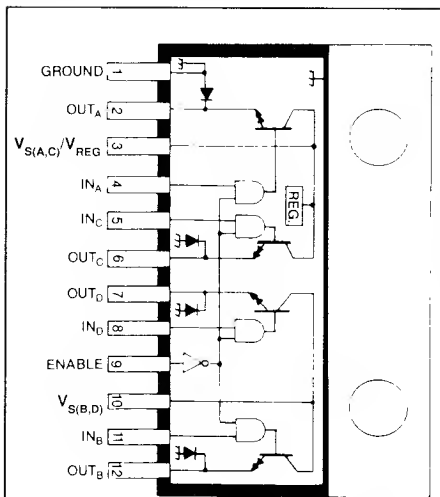 GROUND 1
OUTA 2
VS(A,C)/VREG 3
INA 4
INC 5
OUTC 6
OUTD 7
IND 8
ENABLE 9
VS(B,D) 10
INB 11
OUTB 12
REG.